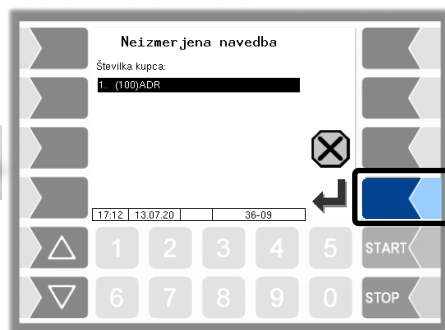 Neizmerjena navedba
Številka kupca:
1. (100)ADR
17:12 13.07.20 36-09
1 2 3 4 5 START
6 7 8 9 0 STOP